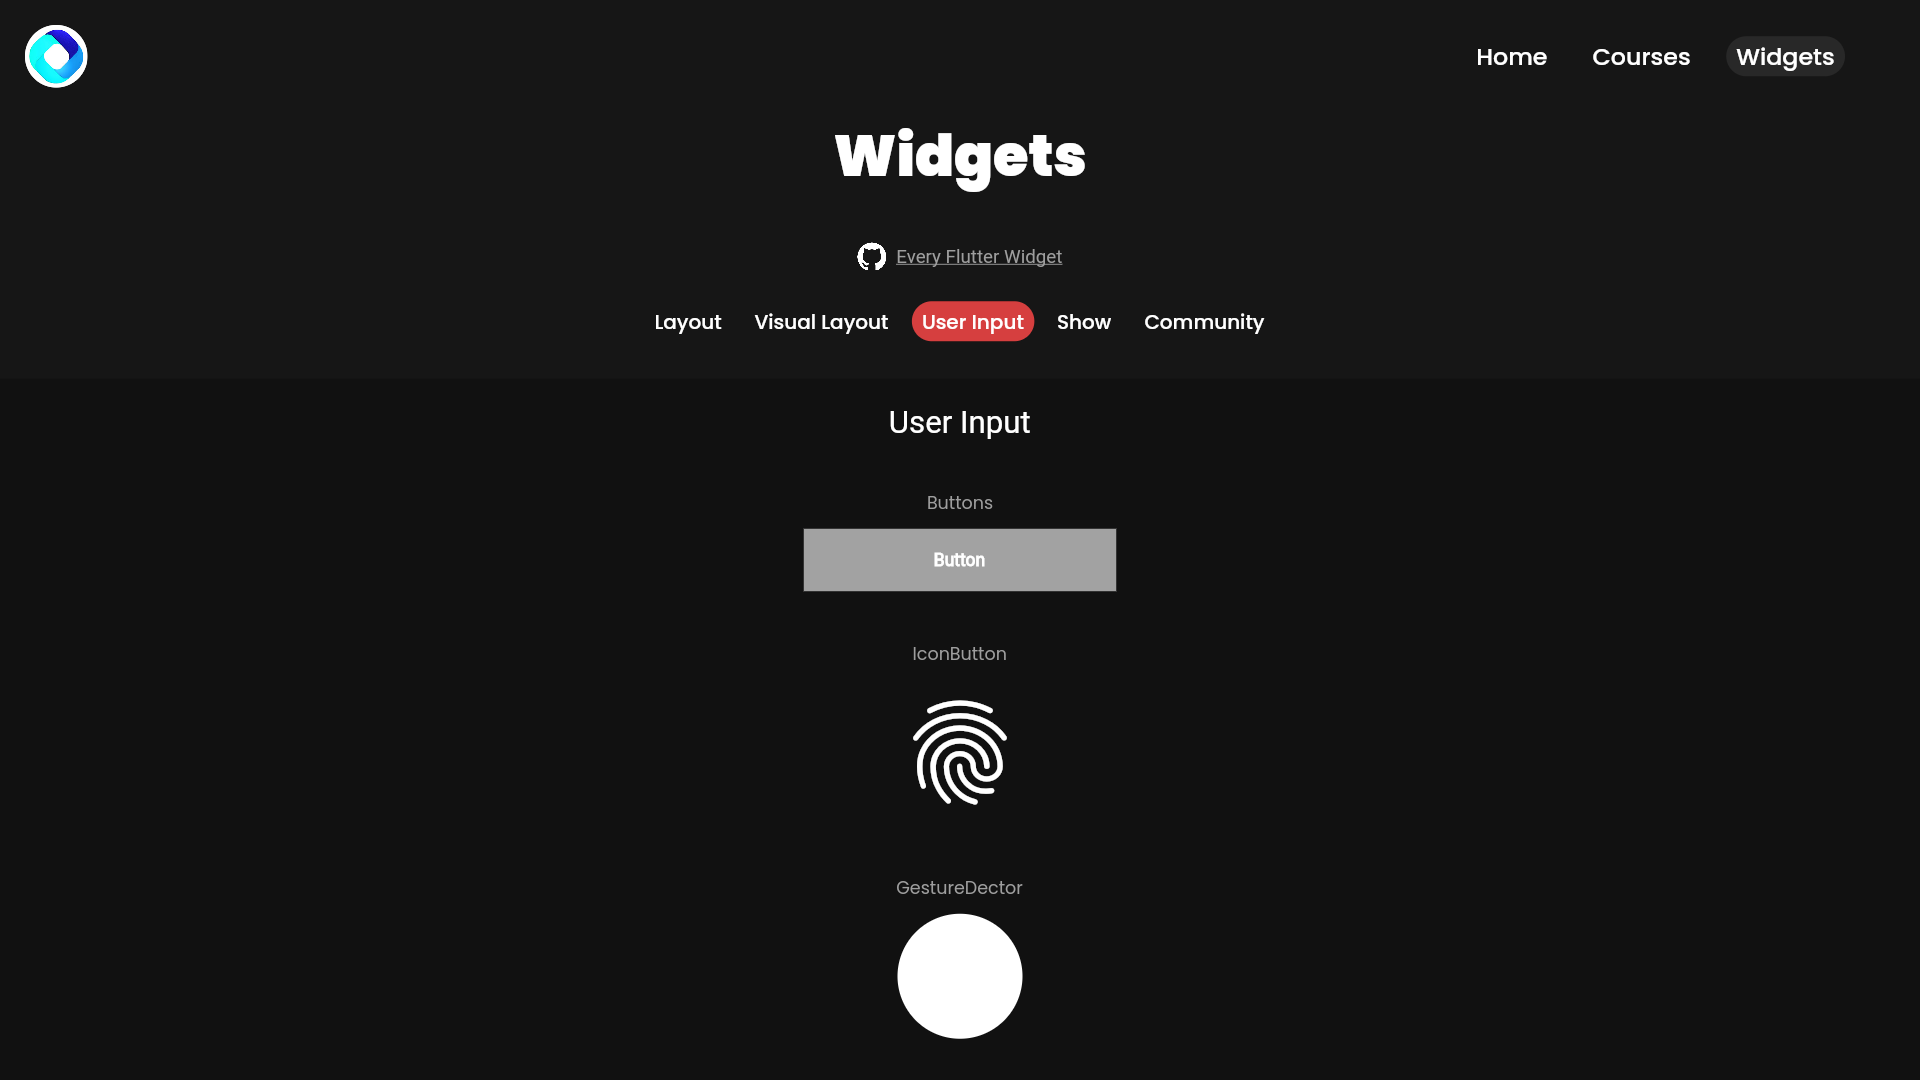 Home Courses Widgets
Widgets
Every Flutter Widget
Layout Visual Layout User Input Show Community
User Input
Buttons
Button
IconButton
GestureDector